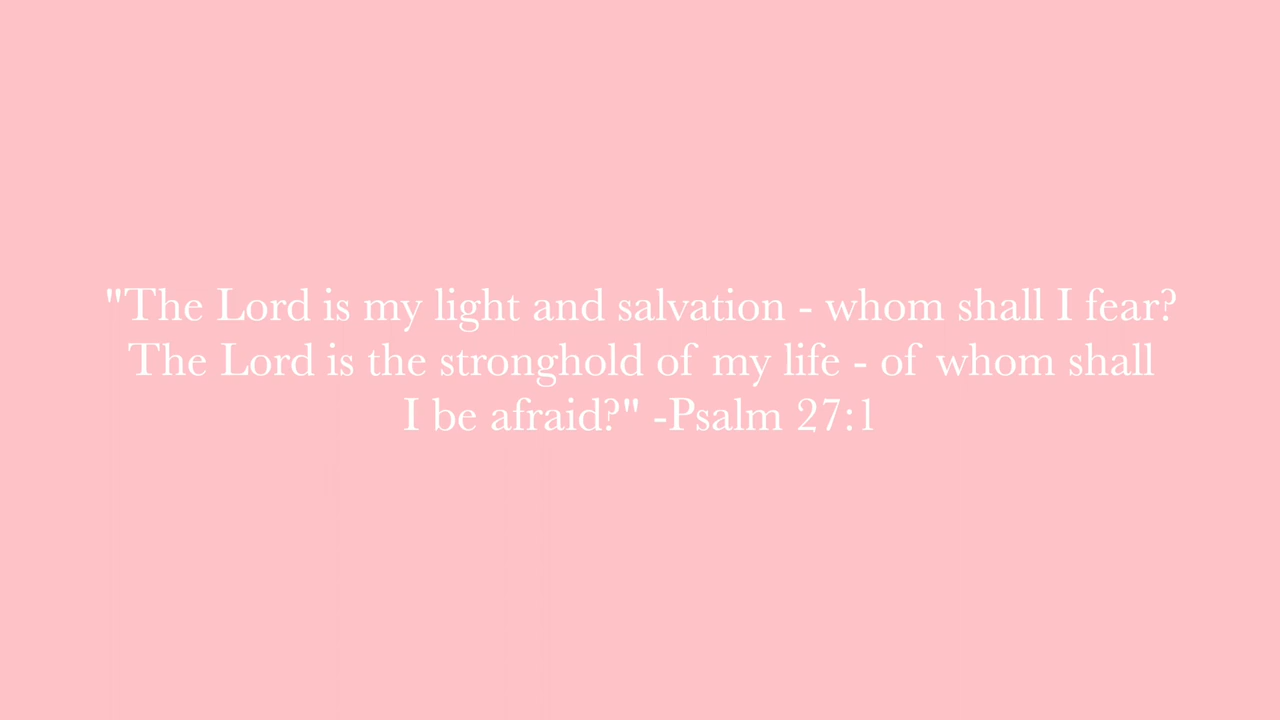 "The Lord is my light and salvation - whom shall I fear?
The Lord is the stronghold of my life - of whom shall
I be afraid?" -Psalm 27:1